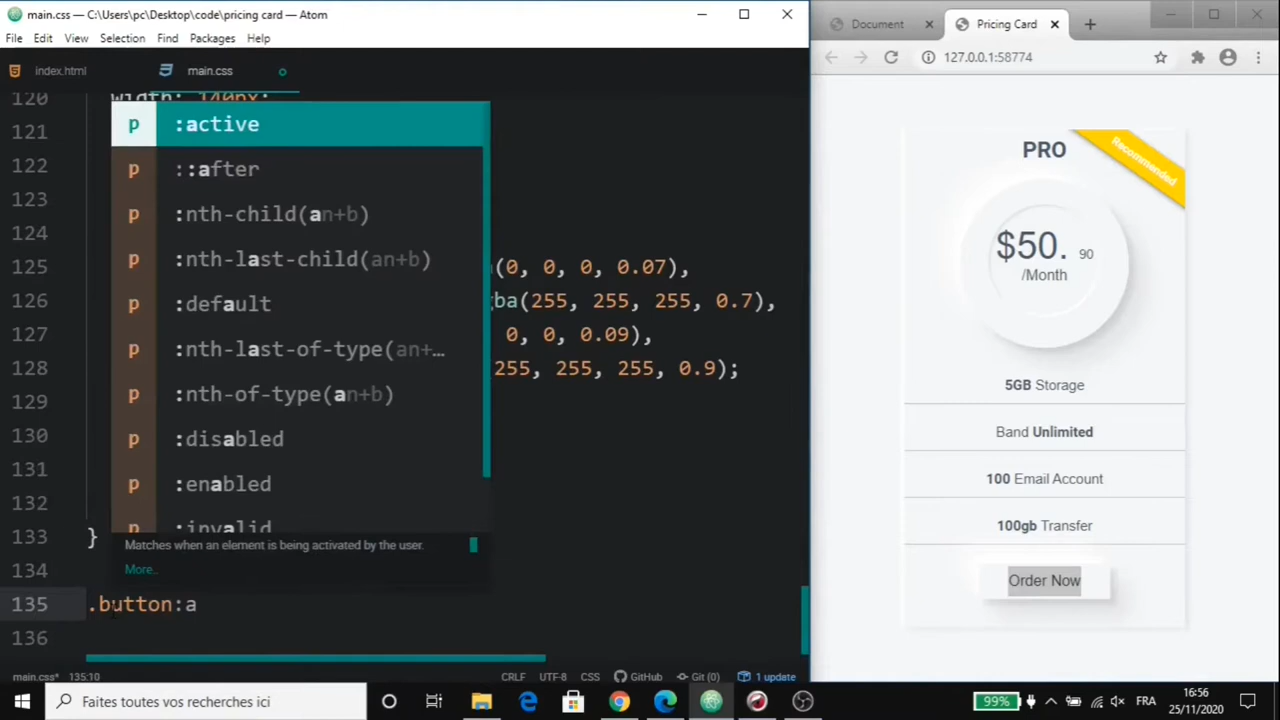 main.css — C:\Users\pc\Desktop\code\pricing card — Atom
File Edit View Selection Find Packages Help
index.html main.css
120 width: 140px;
121
122
123
124
125 (0, 0, 0, 0.07),
126 gba(255, 255, 255, 0.7),
127 0, 0, 0.09),
128 255, 255, 255, 0.9);
129
130
131
132
133 }
134
135 .button:a
136
p :active
p ::after
p :nth-child(an+b)
p :nth-last-child(an+b)
p :default
p :nth-last-of-type(an+…
p :nth-of-type(an+b)
p :disabled
p :enabled
p :invalid
Matches when an element is being activated by the user.
More..
main.css* 135:10 CRLF UTF-8 CSS GitHub Git (0) 1 update
Document Pricing Card
127.0.0.1:58774
PRO
Recommended
$50. 90
/Month
5GB Storage
Band Unlimited
100 Email Account
100gb Transfer
Order Now
Faites toutes vos recherches ici
99% FRA
16:56
25/11/2020